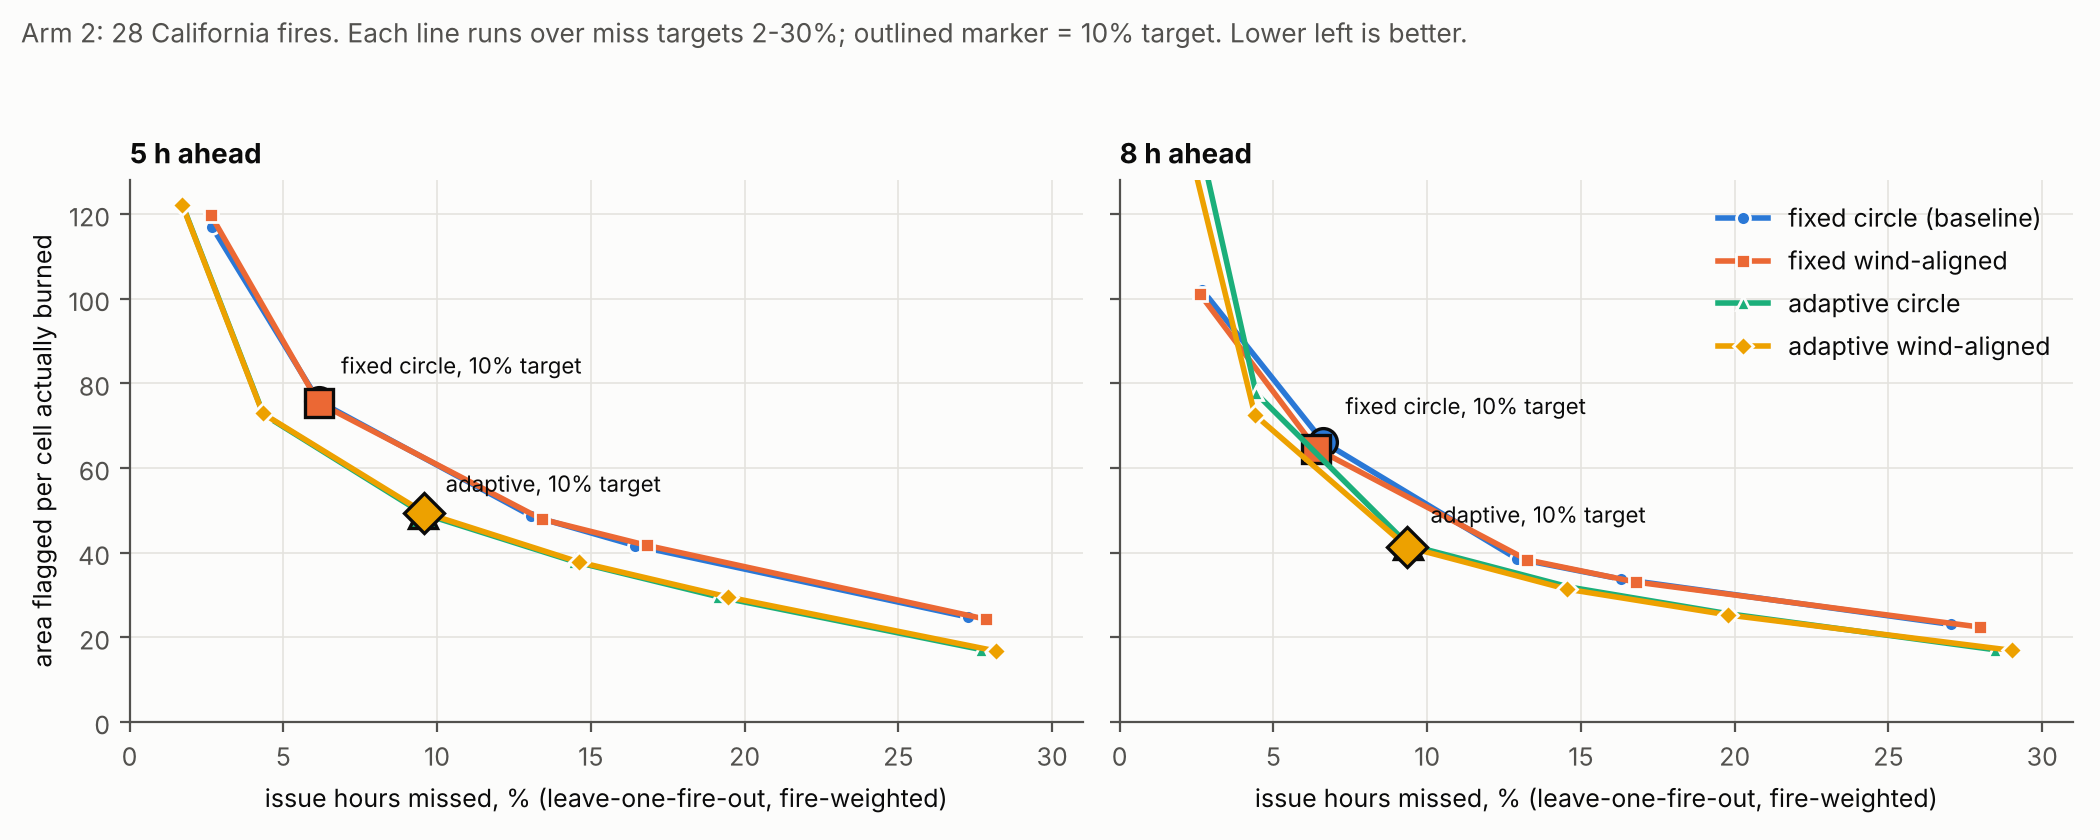 Arm 2: 28 California fires. Each line runs over miss targets 2-30%; outlined marker = 10% target. Lower left is better.
5 h ahead
area flagged per cell actually burned
120
100
80
60
40
20
0
fixed circle, 10% target
adaptive, 10% target
0 5 10 15 20 25 30
issue hours missed, % (leave-one-fire-out, fire-weighted)
8 h ahead
fixed circle (baseline)
fixed wind-aligned
adaptive circle
adaptive wind-aligned
fixed circle, 10% target
adaptive, 10% target
0 5 10 15 20 25 30
issue hours missed, % (leave-one-fire-out, fire-weighted)